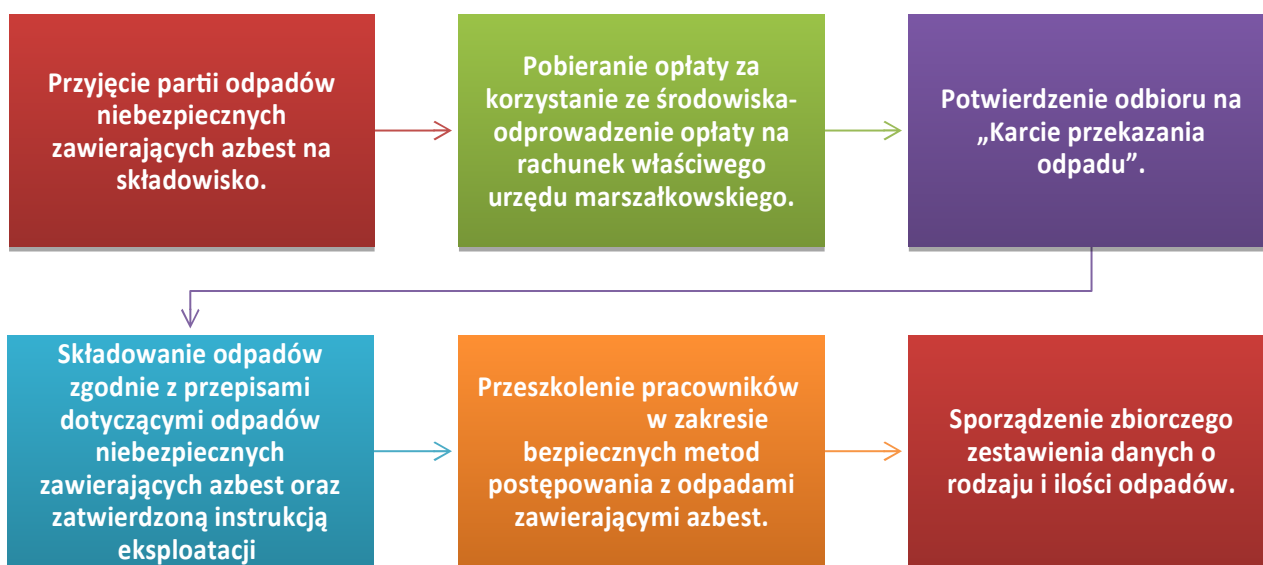 Przyjęcie partii odpadów
niebezpiecznych
zawierających azbest na
składowisko.
Pobieranie opłaty za
korzystanie ze środowiska-
odprowadzenie opłaty na
rachunek właściwego
urzędu marszałkowskiego.
Potwierdzenie odbioru na
„Karcie przekazania
odpadu”.
Składowanie odpadów
zgodnie z przepisami
dotyczącymi odpadów
niebezpiecznych
zawierających azbest oraz
zatwierdzoną instrukcją
eksploatacji
Przeszkolenie pracowników
w zakresie
bezpiecznych metod
postępowania z odpadami
zawierającymi azbest.
Sporządzenie zbiorczego
zestawienia danych o
rodzaju i ilości odpadów.